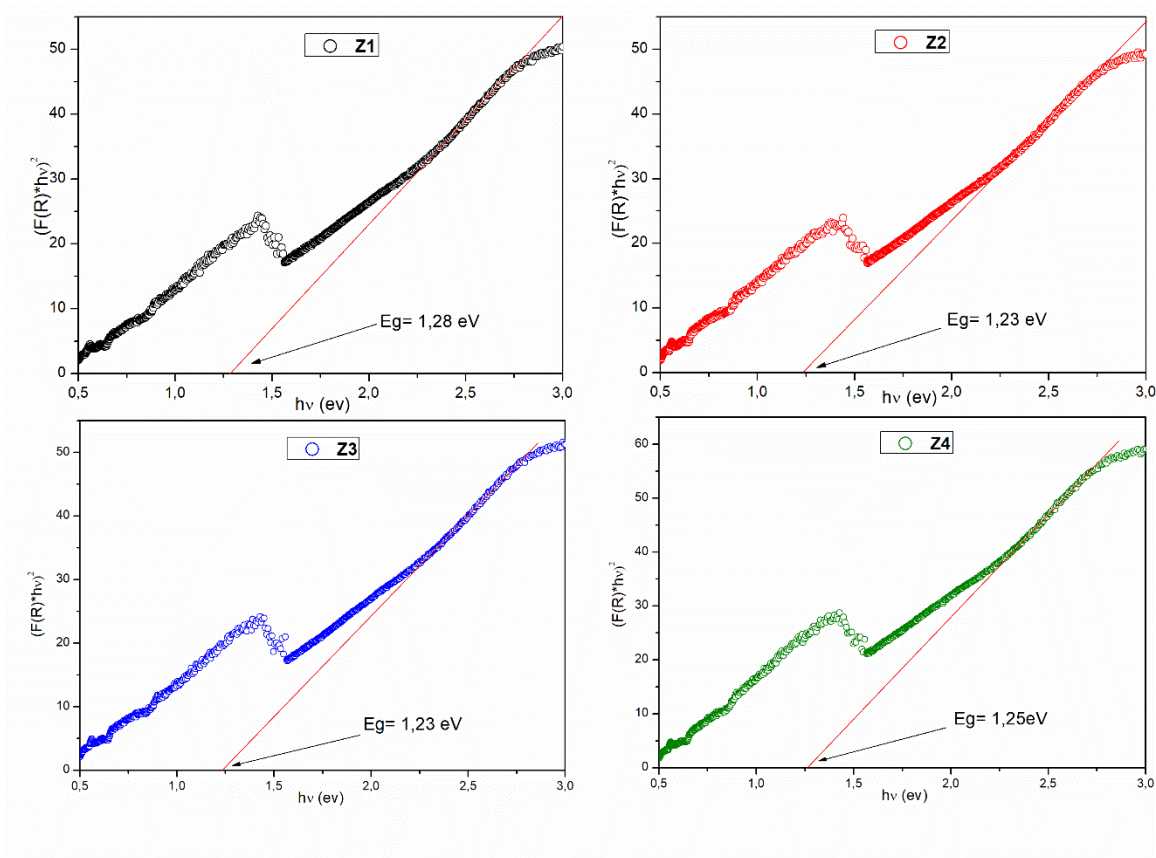 Z1
(F(R)*hν)²
50
40
30
20
10
0
Eg= 1,28 eV
0,5 1,0 1,5 2,0 2,5 3,0
hν (ev)
Z2
(F(R)*hν)²
50
40
30
20
10
0
Eg= 1,23 eV
0,5 1,0 1,5 2,0 2,5 3,0
hν (ev)
Z3
(F(R)*hν)²
50
40
30
20
10
0
Eg= 1,23 eV
0,5 1,0 1,5 2,0 2,5 3,0
hν (ev)
Z4
(F(R)*hν)²
60
50
40
30
20
10
0
Eg= 1,25eV
0,5 1,0 1,5 2,0 2,5 3,0
hν (ev)